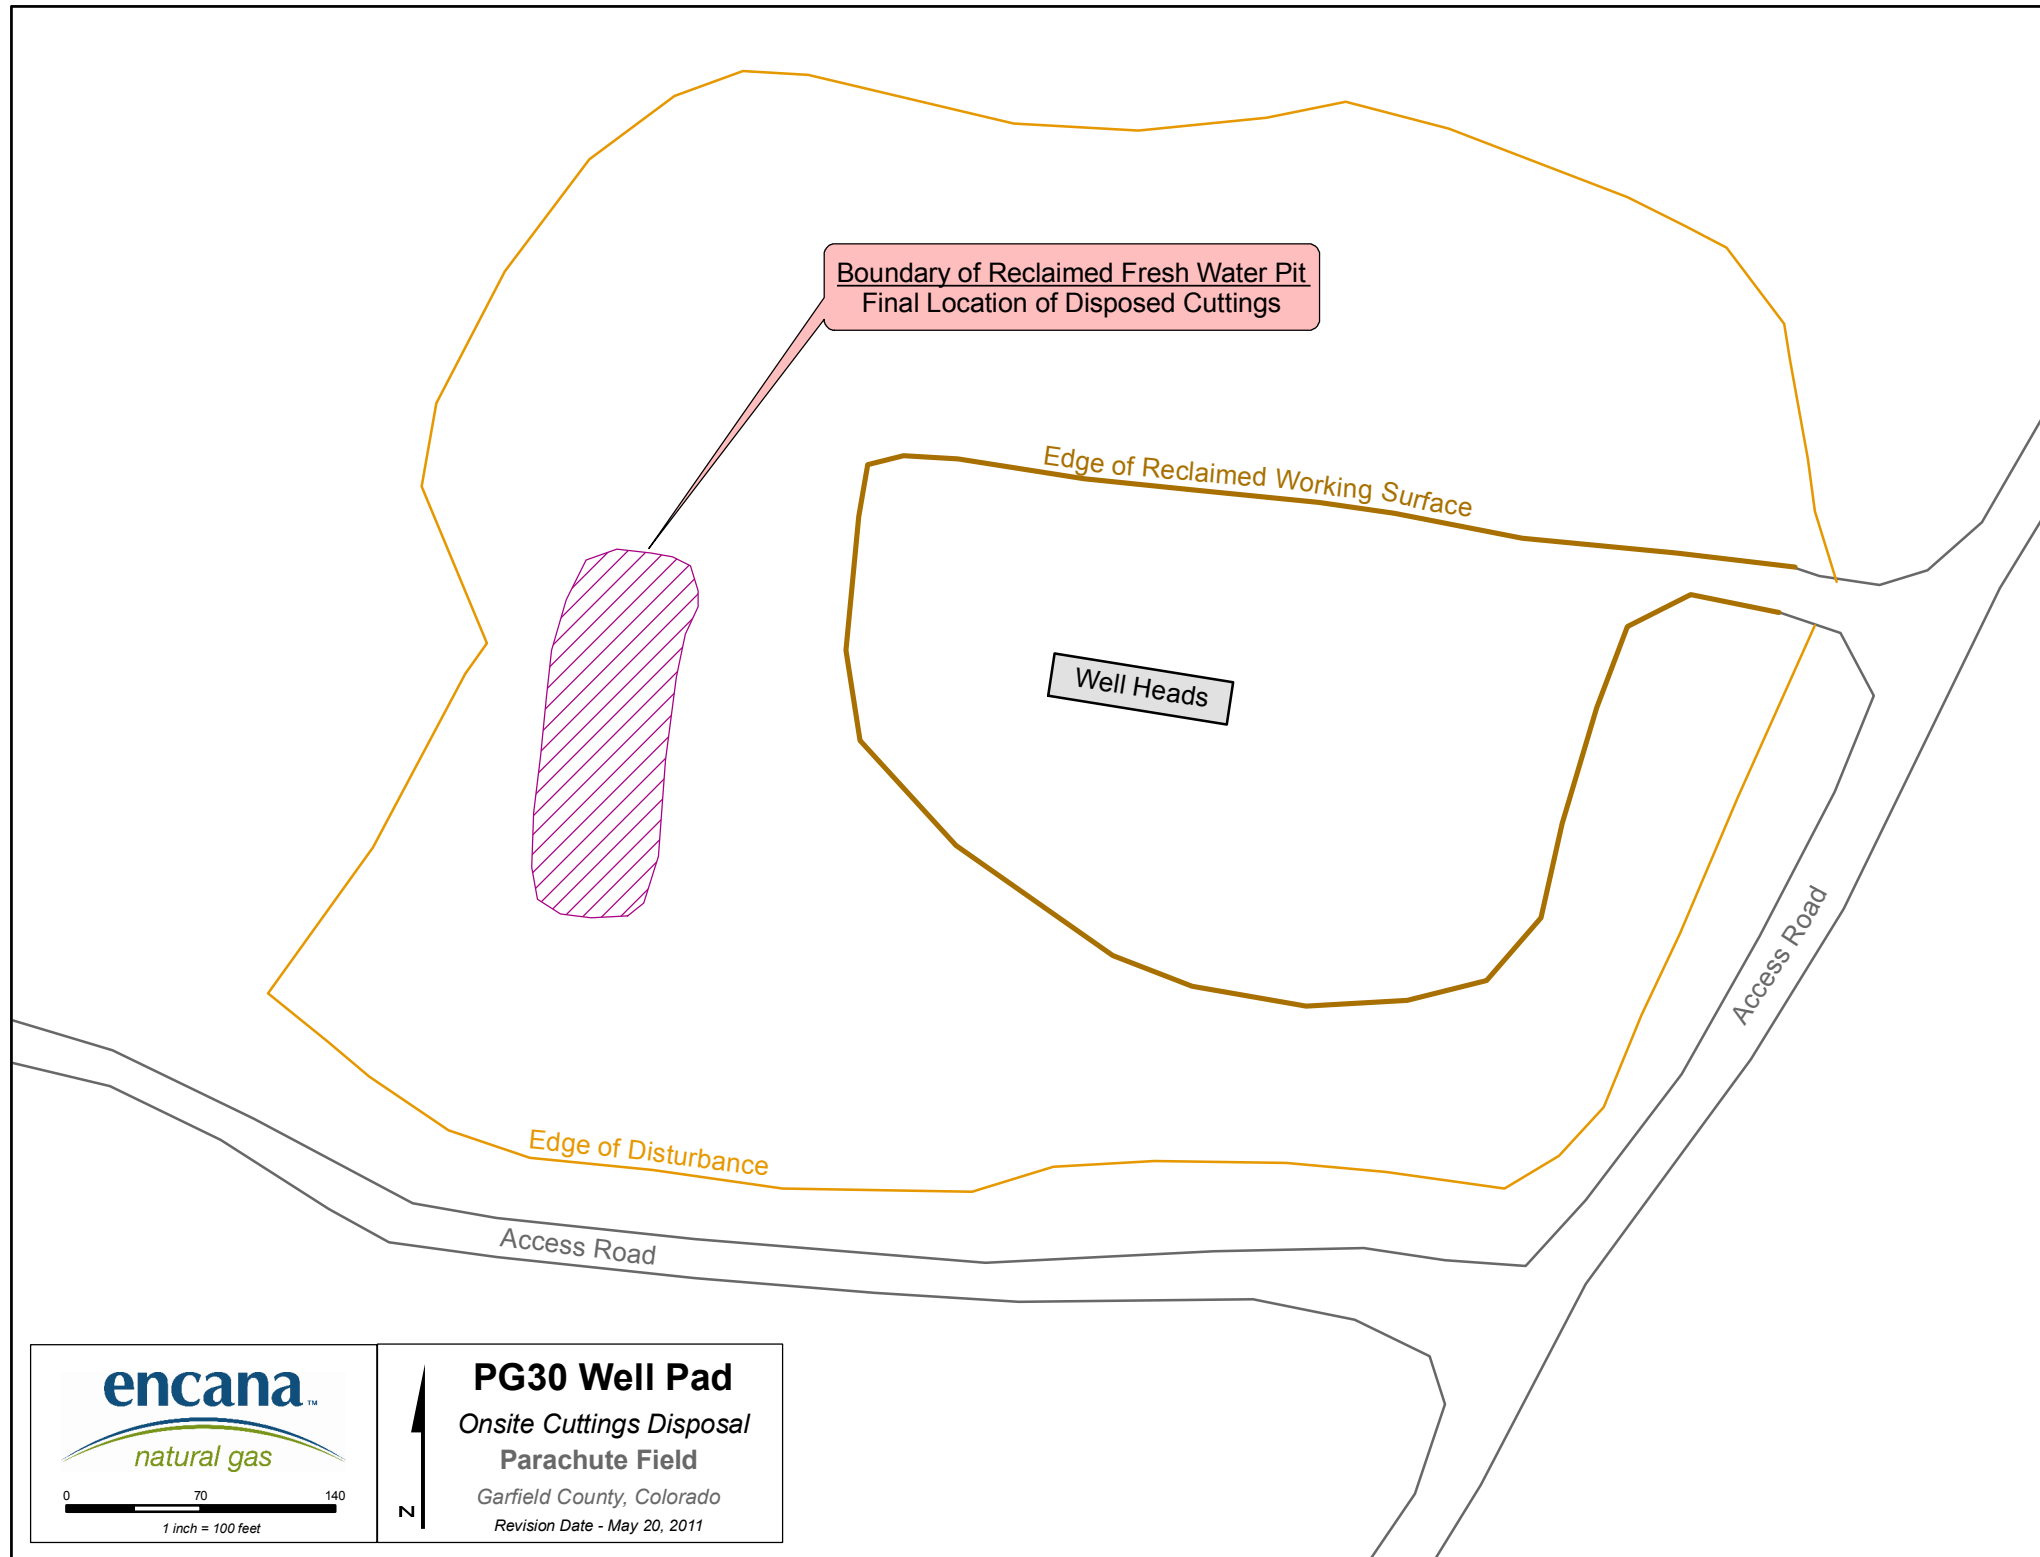 Boundary of Reclaimed Fresh Water Pit
Final Location of Disposed Cuttings
Edge of Reclaimed Working Surface
Well Heads
Access Road
Edge of Disturbance
Access Road
encana™
natural gas
0 70 140
1 inch = 100 feet
N
PG30 Well Pad
Onsite Cuttings Disposal
Parachute Field
Garfield County, Colorado
Revision Date - May 20, 2011